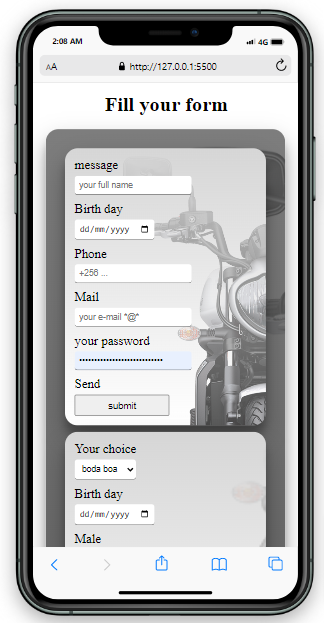 2:08 AM
4G
AA
http://127.0.0.1:5500
Fill your form
message
your full name
Birth day
dd/mm/yyyy
Phone
+256 ...
Mail
your e-mail *@*
your password
••••••••••••••••••••••••••••
Send
submit
Your choice
boda boa
Birth day
dd/mm/yyyy
Male